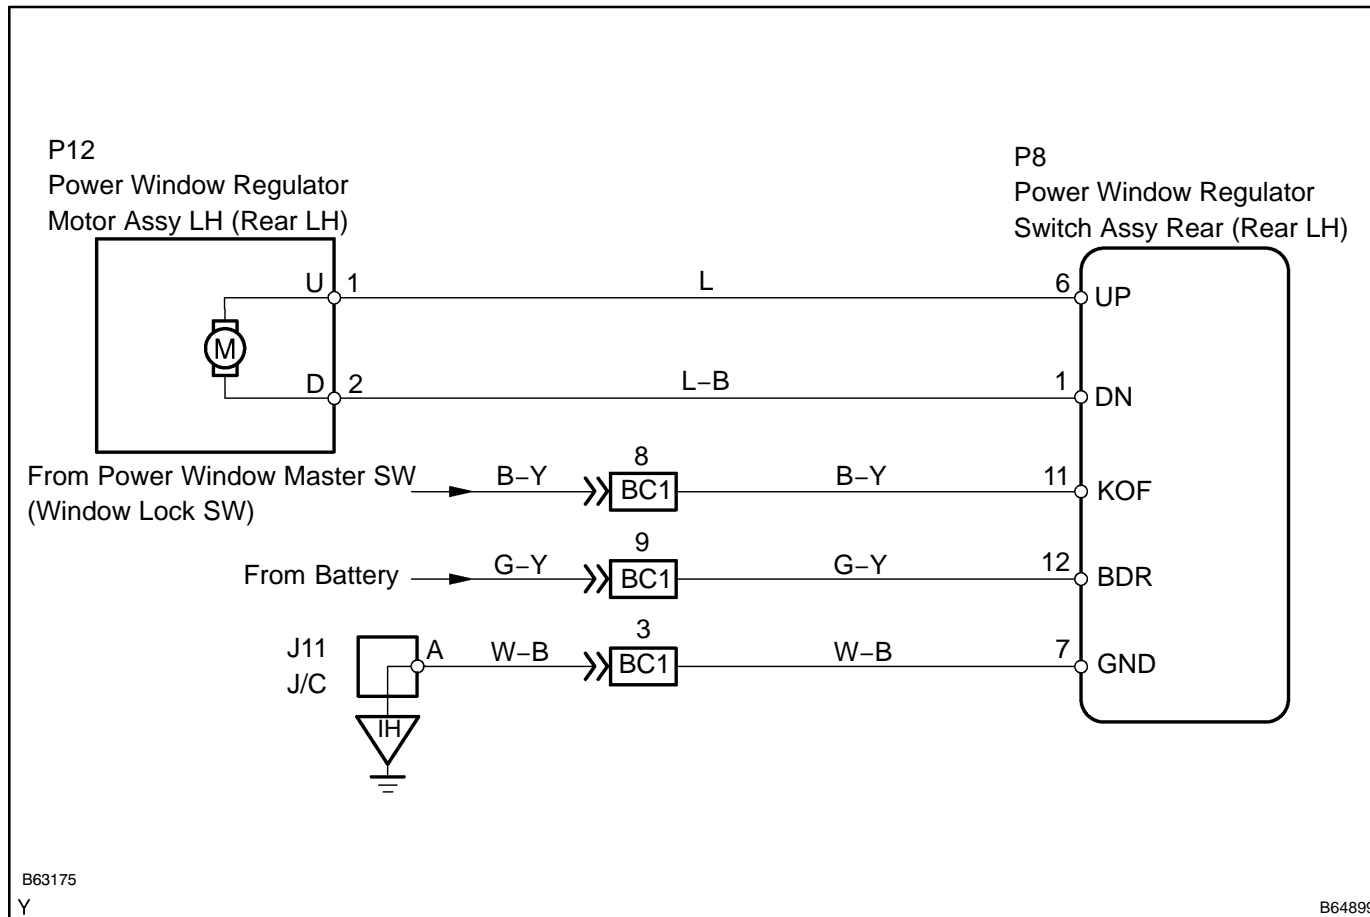 P12
Power Window Regulator
Motor Assy LH (Rear LH)
P8
Power Window Regulator
Switch Assy Rear (Rear LH)
U 1 L 6 UP
M
D 2 L−B 1 DN
From Power Window Master SW
(Window Lock SW)
B−Y 8 BC1 B−Y 11 KOF
From Battery G−Y 9 BC1 G−Y 12 BDR
J11
J/C
A W−B 3 BC1 W−B 7 GND
IH
B63175
Y
B64899